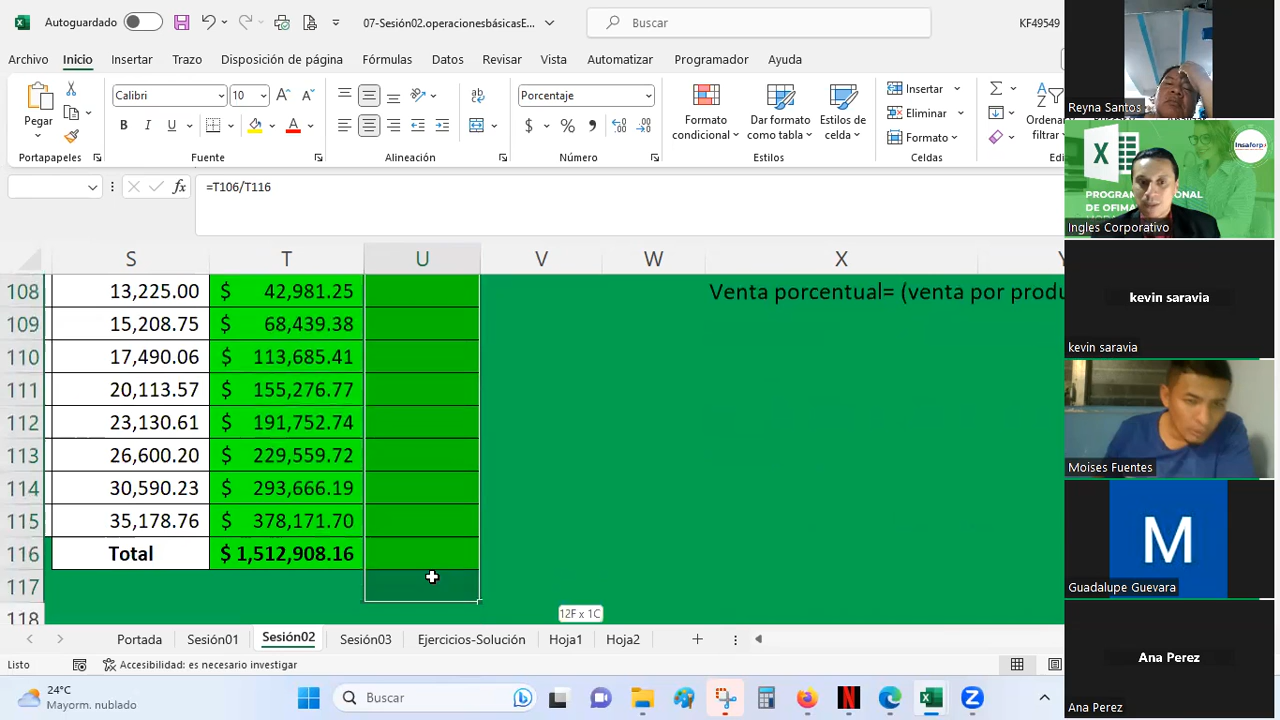 Autoguardado
07-Sesión02.operacionesbásicasE...
Buscar
KF49549
Archivo Inicio Insertar Trazo Disposición de página Fórmulas Datos Revisar Vista Automatizar Programador Ayuda
Pegar
Calibri 10
N K S
Porcentaje
$ % 000
Formato condicional
Dar formato como tabla
Estilos de celda
Insertar
Eliminar
Formato
Ordenar
filtrar
Portapapeles Fuente Alineación Número Estilos Celdas
=T106/T116
S T U V W X
108 13,225.00 $ 42,981.25 Venta porcentual= (venta por produ
109 15,208.75 $ 68,439.38
110 17,490.06 $ 113,685.41
111 20,113.57 $ 155,276.77
112 23,130.61 $ 191,752.74
113 26,600.20 $ 229,559.72
114 30,590.23 $ 293,666.19
115 35,178.76 $ 378,171.70
116 Total $ 1,512,908.16
117
118
12F x 1C
Portada Sesión01 Sesión02 Sesión03 Ejercicios-Solución Hoja1 Hoja2
Listo
Accesibilidad: es necesario investigar
24°C
Mayorm. nublado
Buscar
Reyna Santos
Insaforp
Ingles Corporativo
kevin saravia
kevin saravia
Moises Fuentes
M
Guadalupe Guevara
Ana Perez
Ana Perez